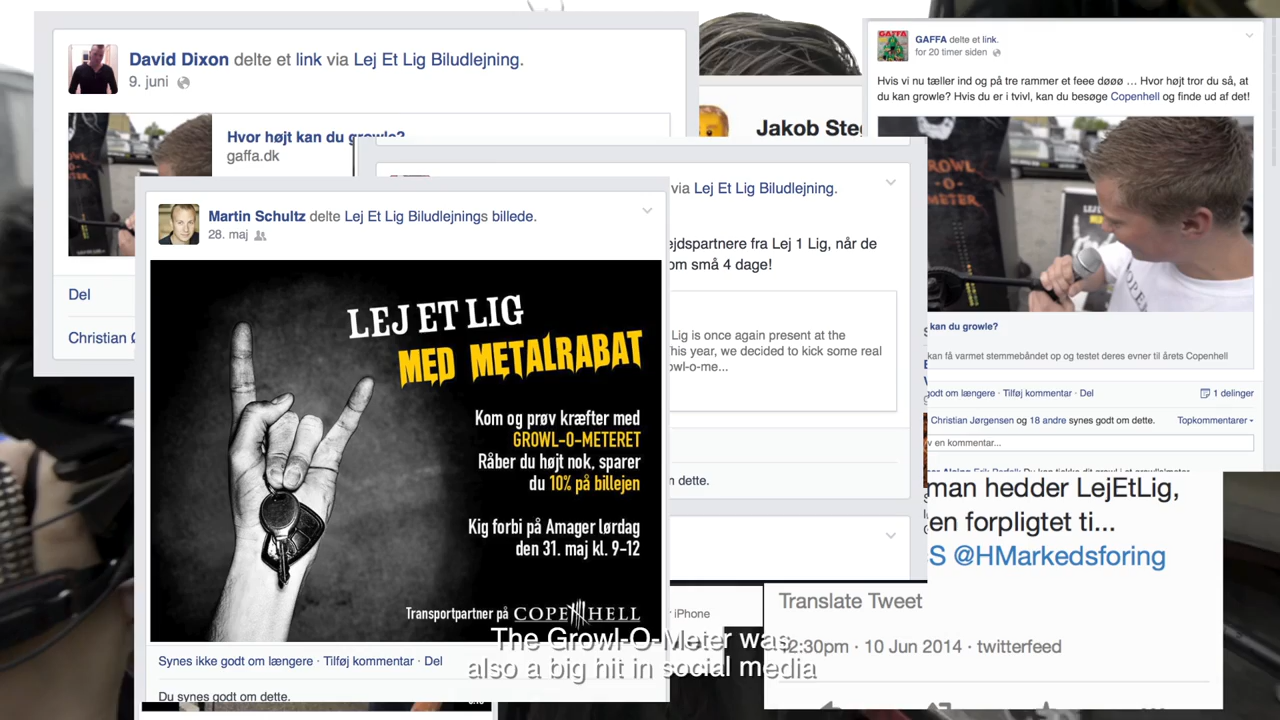 David Dixon delte et link via Lej Et Lig Biludlejning.
9. juni
Hvor højt kan du growle?
gaffa.dk
Del
Christian
Jakob
GAFFA delte et link.
for 20 timer siden
Hvis vi nu tæller ind og på tre rammer et feee døøø ... Hvor højt tror du så, at
du kan growle? Hvis du er i tvivl, kan du besøge Copenhell og finde ud af det!
GROWL
-O-
METER
kan du growle?
kan få varmet stemmebåndet op og testet deres evner til årets Copenhell
godt om længere · Tilføj kommentar · Del
1 delinger
Christian Jørgensen og 18 andre synes godt om dette.
Topkommentarer
en kommentar...
via Lej Et Lig Biludlejning.
ejdspartnere fra Lej 1 Lig, når de
om små 4 dage!
Lig is once again present at the
his year, we decided to kick some real
owl-o-me...
dette.
Martin Schultz delte Lej Et Lig Biludlejnings billede.
28. maj
LEJ ET LIG
MED METALRABAT
Kom og prøv kræfter med
GROWL-O-METERET
Råber du højt nok, sparer
du 10% på billejen
Kig forbi på Amager lørdag
den 31. maj kl. 9-12
Transportpartner på COPENHELL
Synes ikke godt om længere · Tilføj kommentar · Del
Du synes godt om dette.
man hedder LejEtLig,
en forpligtet ti...
S @HMarkedsforing
Translate Tweet
12:30pm · 10 Jun 2014 · twitterfeed
iPhone
The Growl-O-Meter was
also a big hit in social media